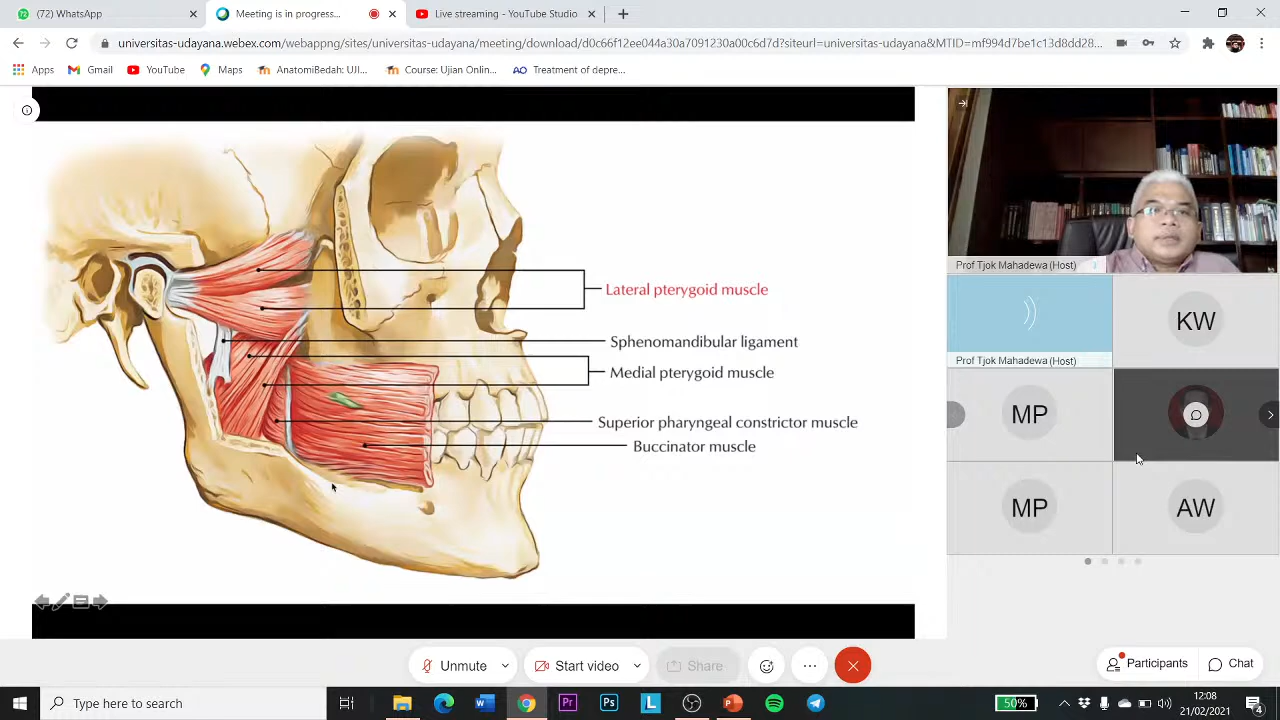 (72) WhatsApp
Meeting is in progress...
Live streaming - YouTube Studio
universitas-udayana.webex.com/webappng/sites/universitas-udayana/meeting/download/d0c66f12ee044a30a7091230a00c6d7d?siteurl=universitas-udayana&MTID=mf994d7be1c13d8dd28...
Apps
Gmail
YouTube
Maps
AnatomiBedah: UJI...
Course: Ujian Onlin...
AO
Treatment of depre...
Lateral pterygoid muscle
Sphenomandibular ligament
Medial pterygoid muscle
Superior pharyngeal constrictor muscle
Buccinator muscle
Prof Tjok Mahadewa (Host)
Prof Tjok Mahadewa (Host)
KW
MP
MP
AW
Unmute
Start video
Share
Participants
Chat
Type here to search
Pr
Ps
L
50%
12:08
21/02/2021